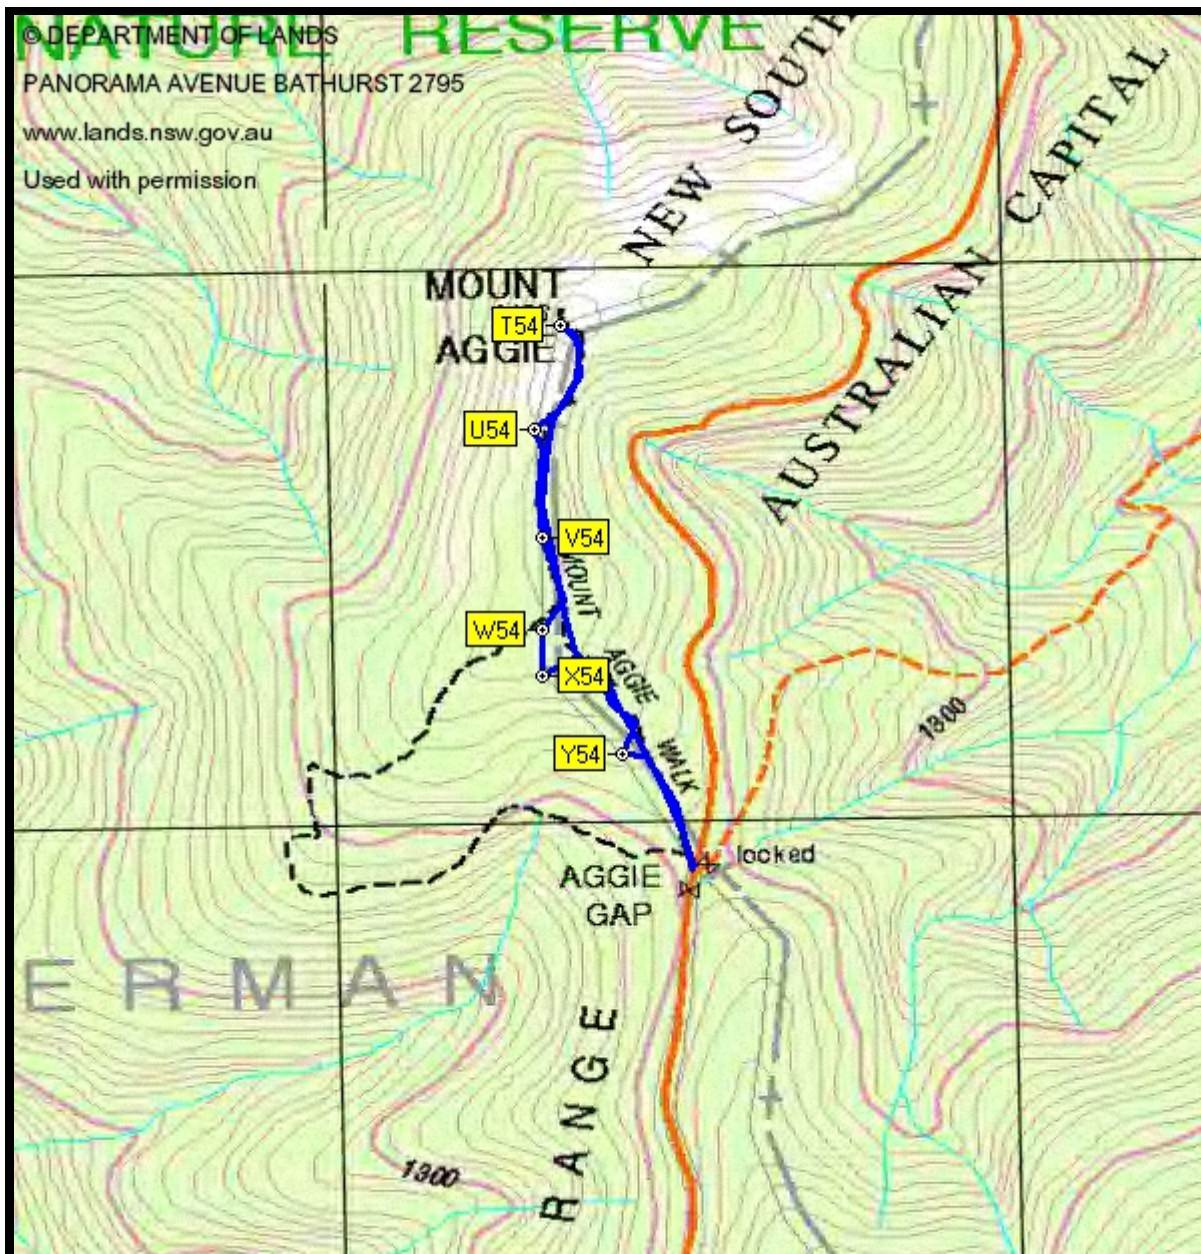 NATURE RESERVE
© DEPARTMENT OF LANDS
PANORAMA AVENUE BATHURST 2795
www.lands.nsw.gov.au
Used with permission
NEW SOUTH
AUSTRALIAN CAPITAL
MOUNT
AGGIE
T54
U54
V54
W54
X54
Y54
MOUNT AGGIE WALK
1300
locked
AGGIE
GAP
ERMAN
RANGE
1300